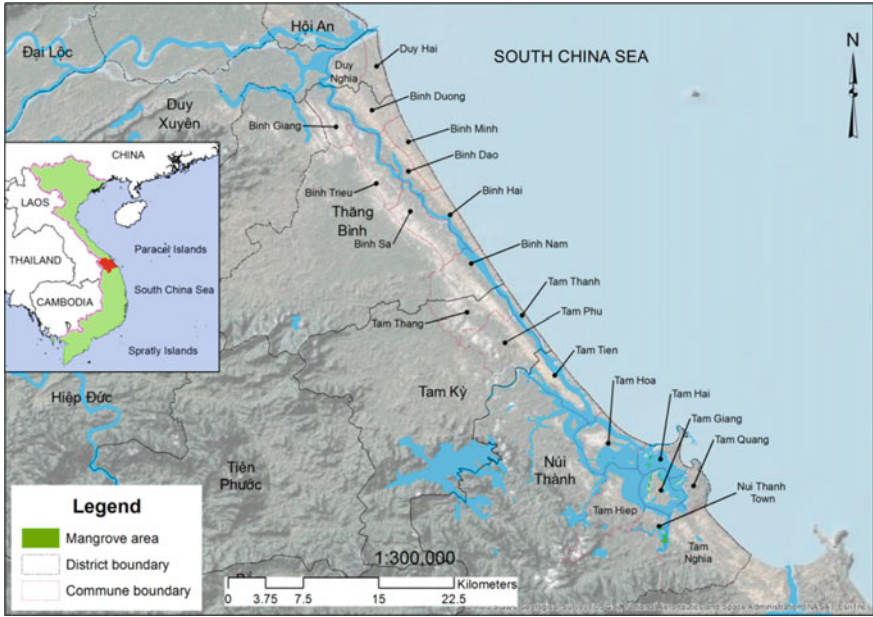 Hội An
Đại Lộc
Duy Hai
SOUTH CHINA SEA
N
Duy
Nghia
Binh Duong
Duy
Xuyên
Binh Giang
Binh Minh
Binh Dao
Binh Trieu
Binh Hai
Thăng
Bình
Binh Sa
Binh Nam
Tam Thanh
Tam Thang
Tam Phu
Tam Tien
Tam Hoa
Tam Hai
Tam Kỳ
Tam Giang
Tam Quang
Hiệp Đức
Tiên
Phước
Núi
Thành
Nui Thanh
Town
Tam Hiep
Tam
Nghia
CHINA
LAOS
Paracel Islands
THAILAND
South China Sea
CAMBODIA
Spratly Islands
Legend
Mangrove area
District boundary
Commune boundary
1:300,000
Kilometers
0 3.75 7.5 15 22.5